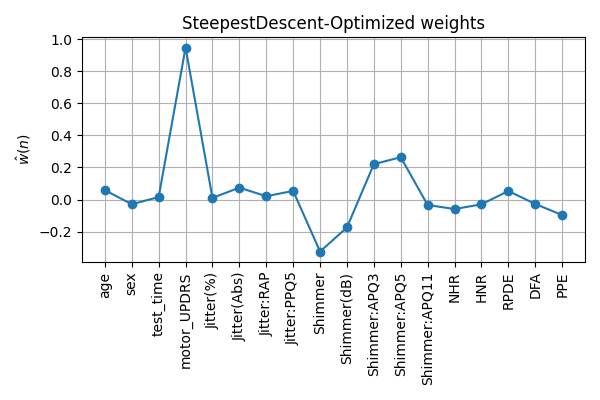 SteepestDescent-Optimized weights
1.0
0.8
0.6
0.4
0.2
0.0
−0.2
ŵ(n)
age
sex
test_time
motor_UPDRS
Jitter(%)
Jitter(Abs)
Jitter:RAP
Jitter:PPQ5
Shimmer
Shimmer(dB)
Shimmer:APQ3
Shimmer:APQ5
Shimmer:APQ11
NHR
HNR
RPDE
DFA
PPE